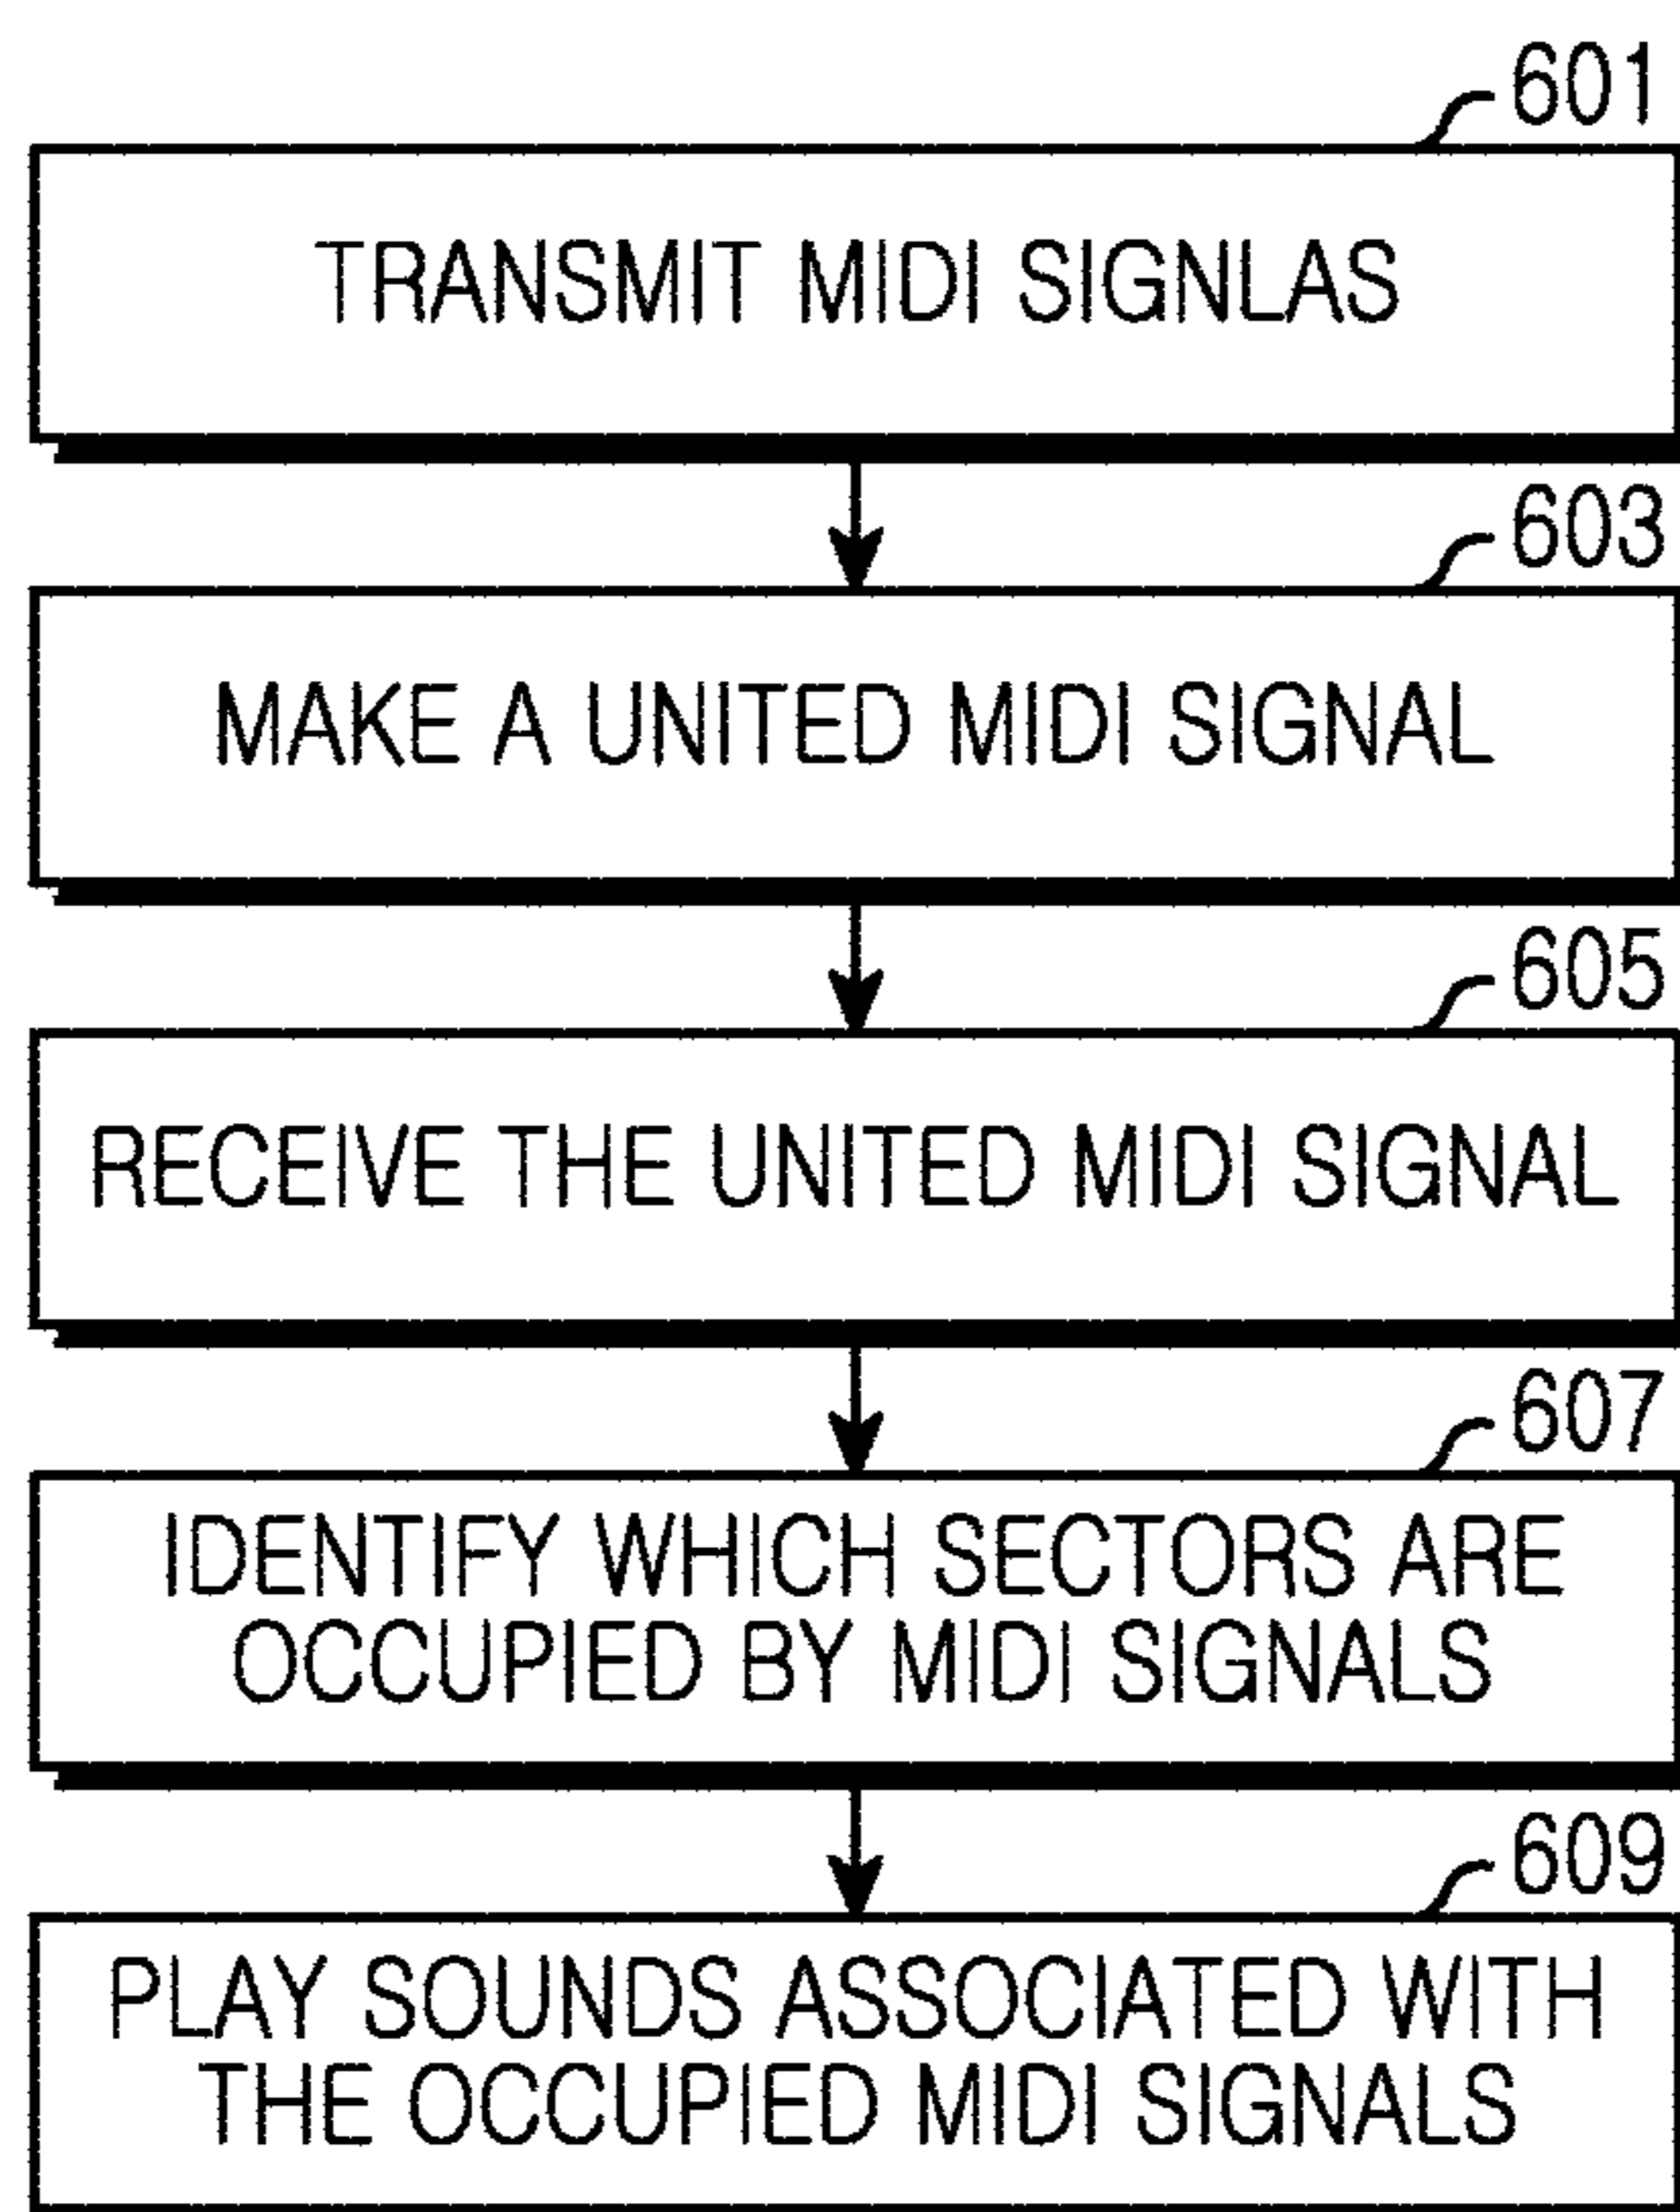 601
TRANSMIT MIDI SIGNLAS
603
MAKE A UNITED MIDI SIGNAL
605
RECEIVE THE UNITED MIDI SIGNAL
607
IDENTIFY WHICH SECTORS ARE
OCCUPIED BY MIDI SIGNALS
609
PLAY SOUNDS ASSOCIATED WITH
THE OCCUPIED MIDI SIGNALS